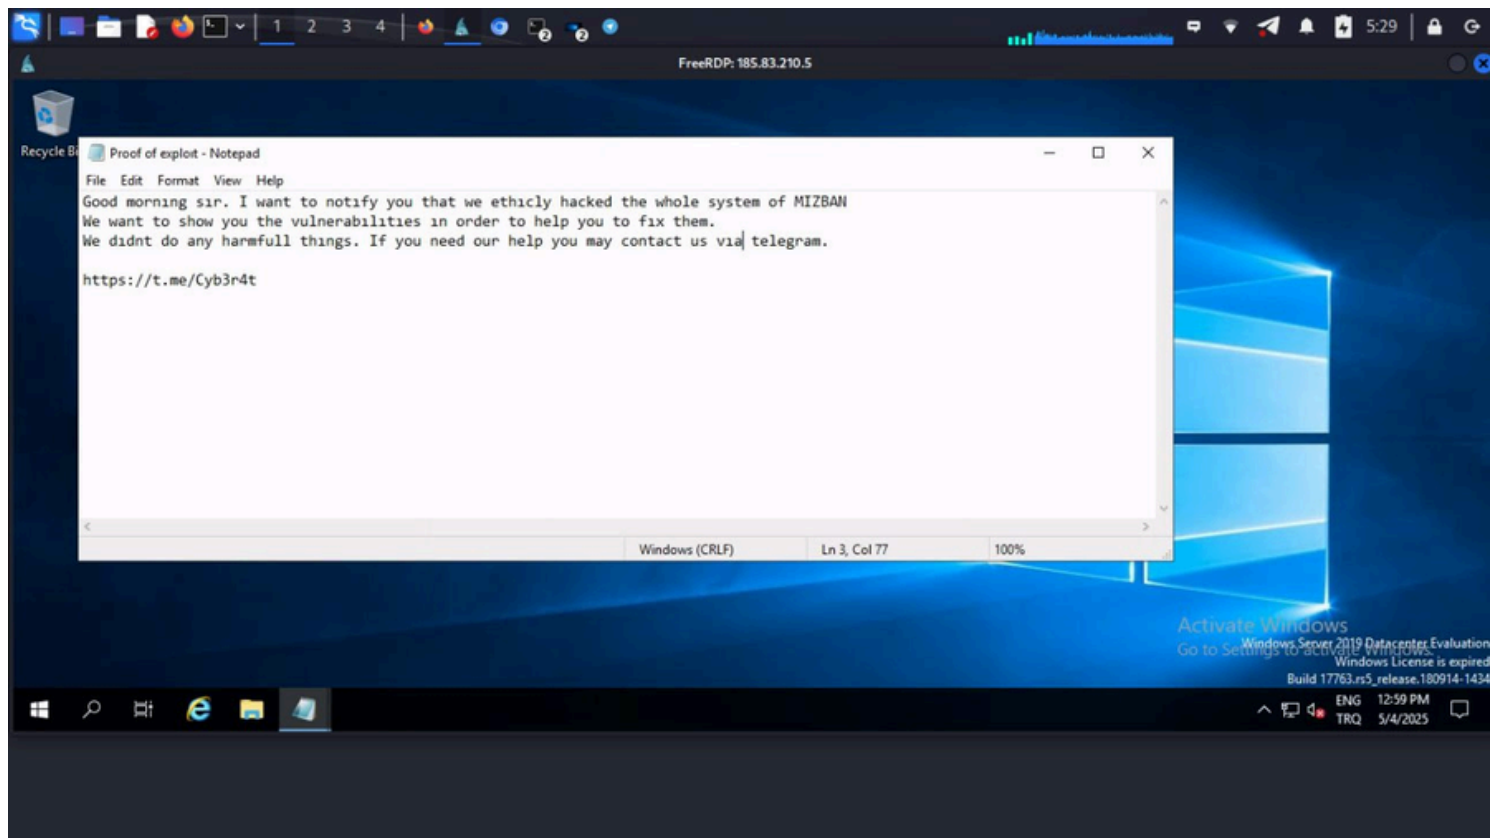 1 2 3 4
2
2
5:29
FreeRDP: 185.83.210.5
Recycle Bi
Proof of exploıt - Notepad
File Edit Format View Help
Good mornıng sır. I want to notıfy you that we ethıcly hacked the whole system of MIZBAN
We want to show you the vulnerabılıtıes ın order to help you to fıx them.
We dıdnt do any harmfull thıngs. If you need our help you may contact us vıa telegram.
https://t.me/Cyb3r4t
Windows (CRLF)
Ln 3, Col 77
100%
Activate Windows
Go to Settings to activate Windows.
Windows Server 2019 Datacenter Evaluation
Windows License is expired
Build 17763.rs5_release.180914-1434
ENG 12:59 PM
TRQ 5/4/2025